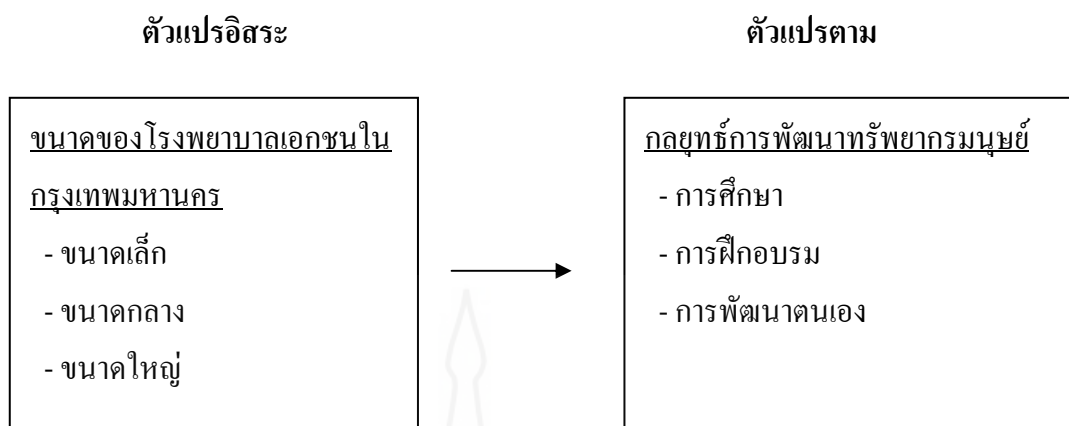 ตัวแปรอิสระ
ตัวแปรตาม
ขนาดของโรงพยาบาลเอกชนใน
กรุงเทพมหานคร
- ขนาดเล็ก
- ขนาดกลาง
- ขนาดใหญ่
กลยุทธ์การพัฒนาทรัพยากรมนุษย์
- การศึกษา
- การฝึกอบรม
- การพัฒนาตนเอง